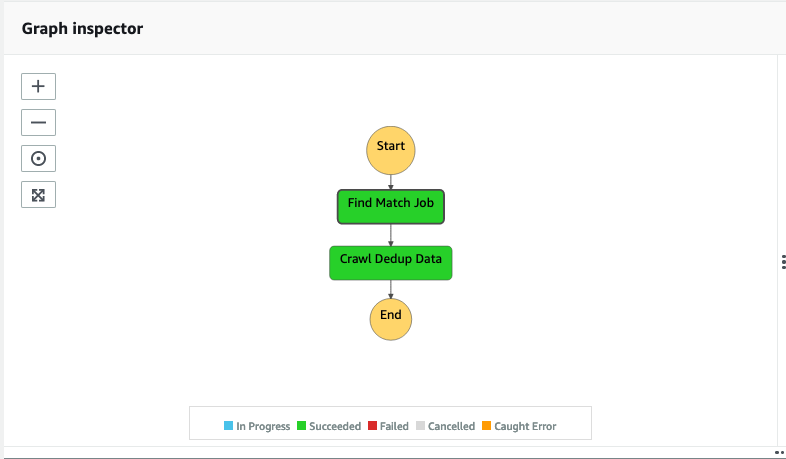 Graph inspector
Start
Find Match Job
Crawl Dedup Data
End
In Progress Succeeded Failed Cancelled Caught Error